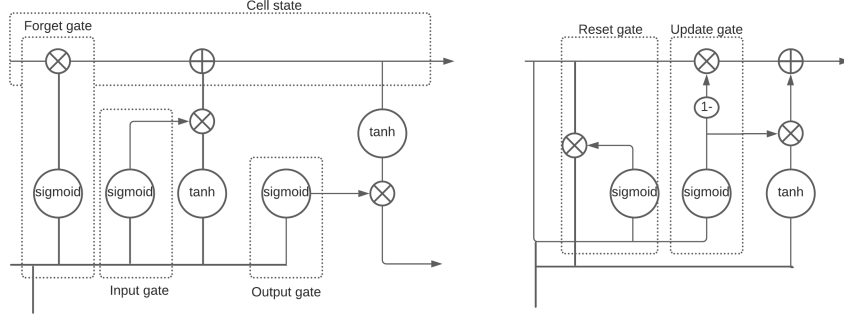 Cell state
Forget gate
tanh
sigmoid
sigmoid
tanh
sigmoid
Input gate
Output gate
Reset gate
Update gate
1-
sigmoid
sigmoid
tanh